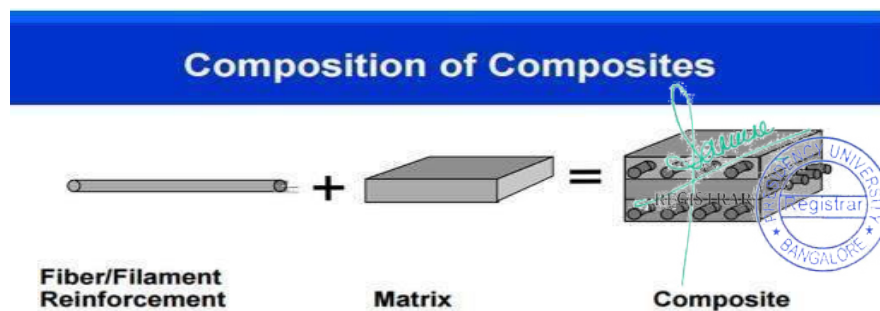 Composition of Composites
+
=
REGISTRAR
UNIVERSITY
Registrar
BANGALORE
Fiber/Filament
Reinforcement
Matrix
Composite